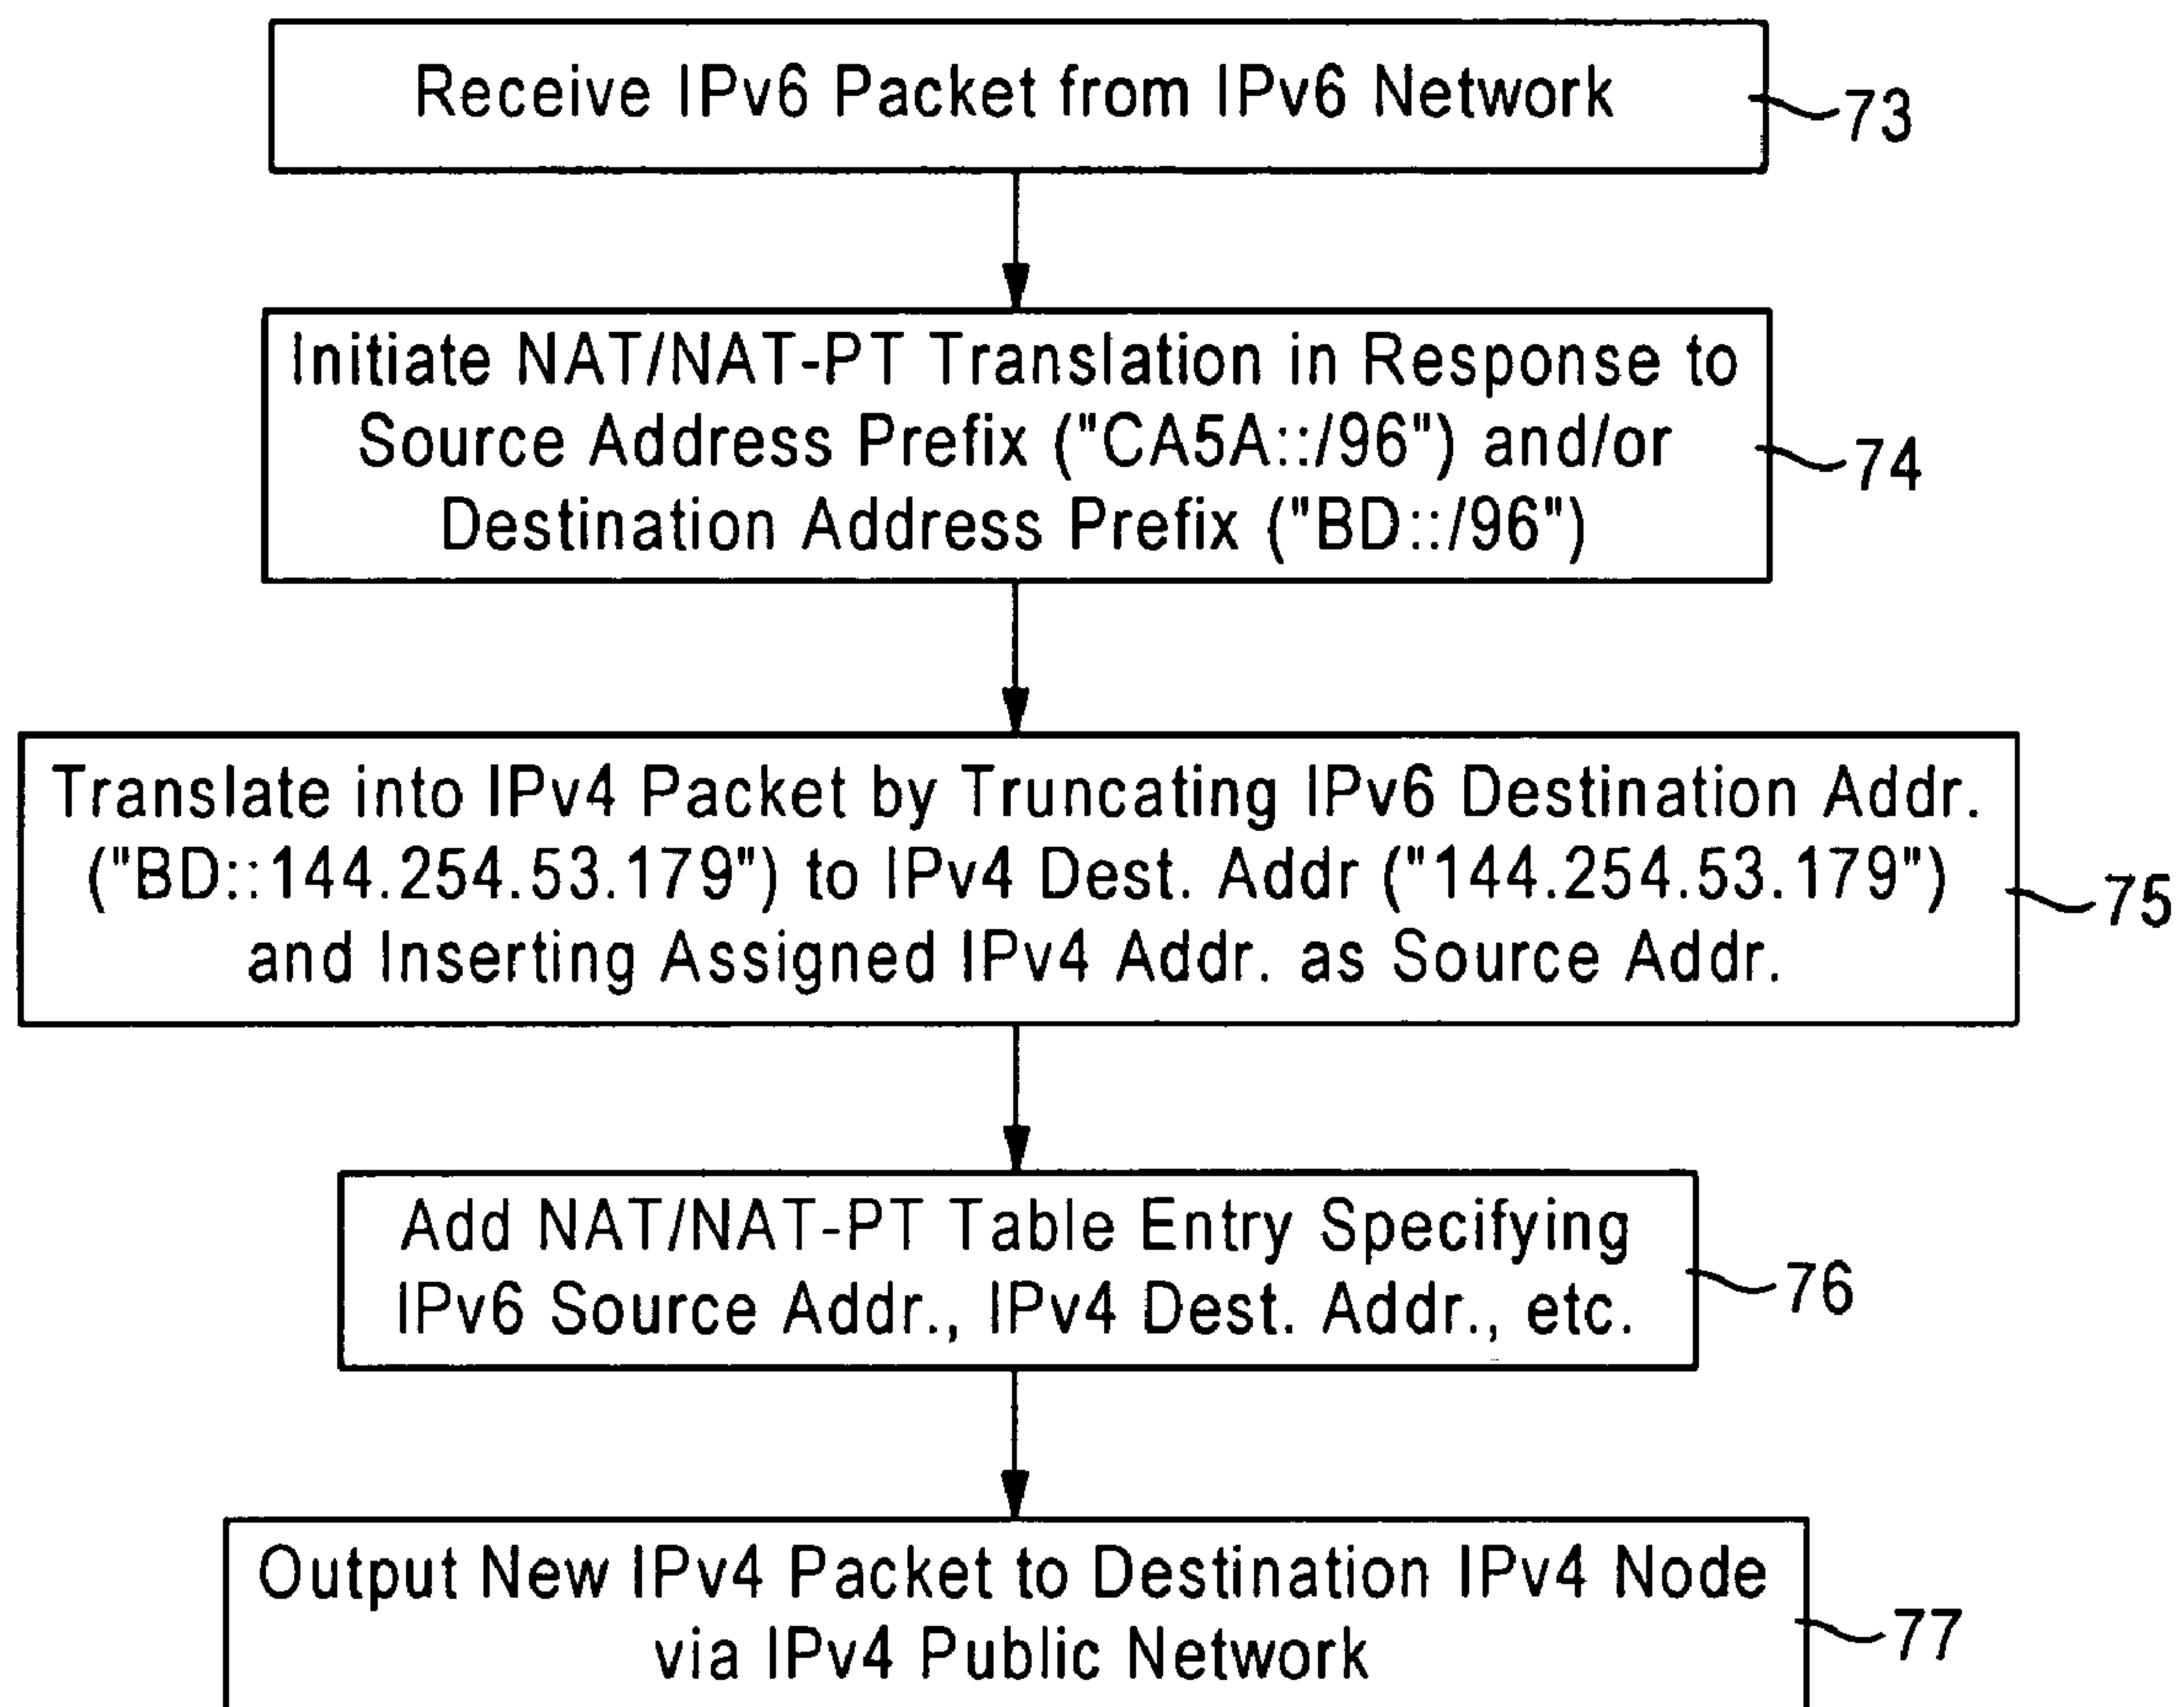 Receive IPv6 Packet from IPv6 Network
73
Initiate NAT/NAT-PT Translation in Response to
Source Address Prefix ("CA5A::/96") and/or
Destination Address Prefix ("BD::/96")
74
Translate into IPv4 Packet by Truncating IPv6 Destination Addr.
("BD::144.254.53.179") to IPv4 Dest. Addr ("144.254.53.179")
and Inserting Assigned IPv4 Addr. as Source Addr.
75
Add NAT/NAT-PT Table Entry Specifying
IPv6 Source Addr., IPv4 Dest. Addr., etc.
76
Output New IPv4 Packet to Destination IPv4 Node
via IPv4 Public Network
77